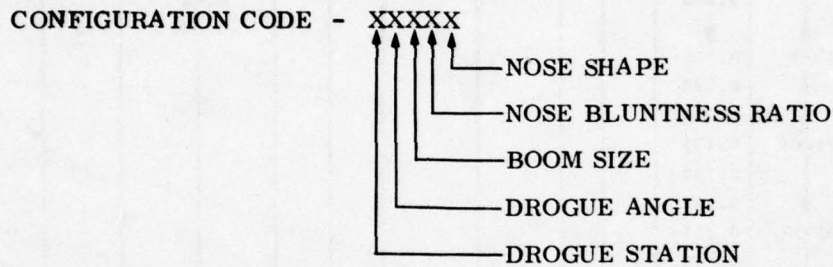 CONFIGURATION CODE - XXXXX
NOSE SHAPE
NOSE BLUNTNESS RATIO
BOOM SIZE
DROGUE ANGLE
DROGUE STATION